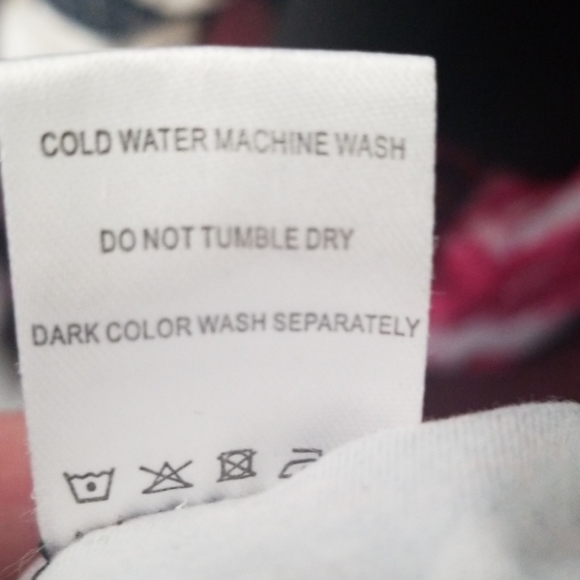 COLD WATER MACHINE WASH
DO NOT TUMBLE DRY
DARK COLOR WASH SEPARATELY